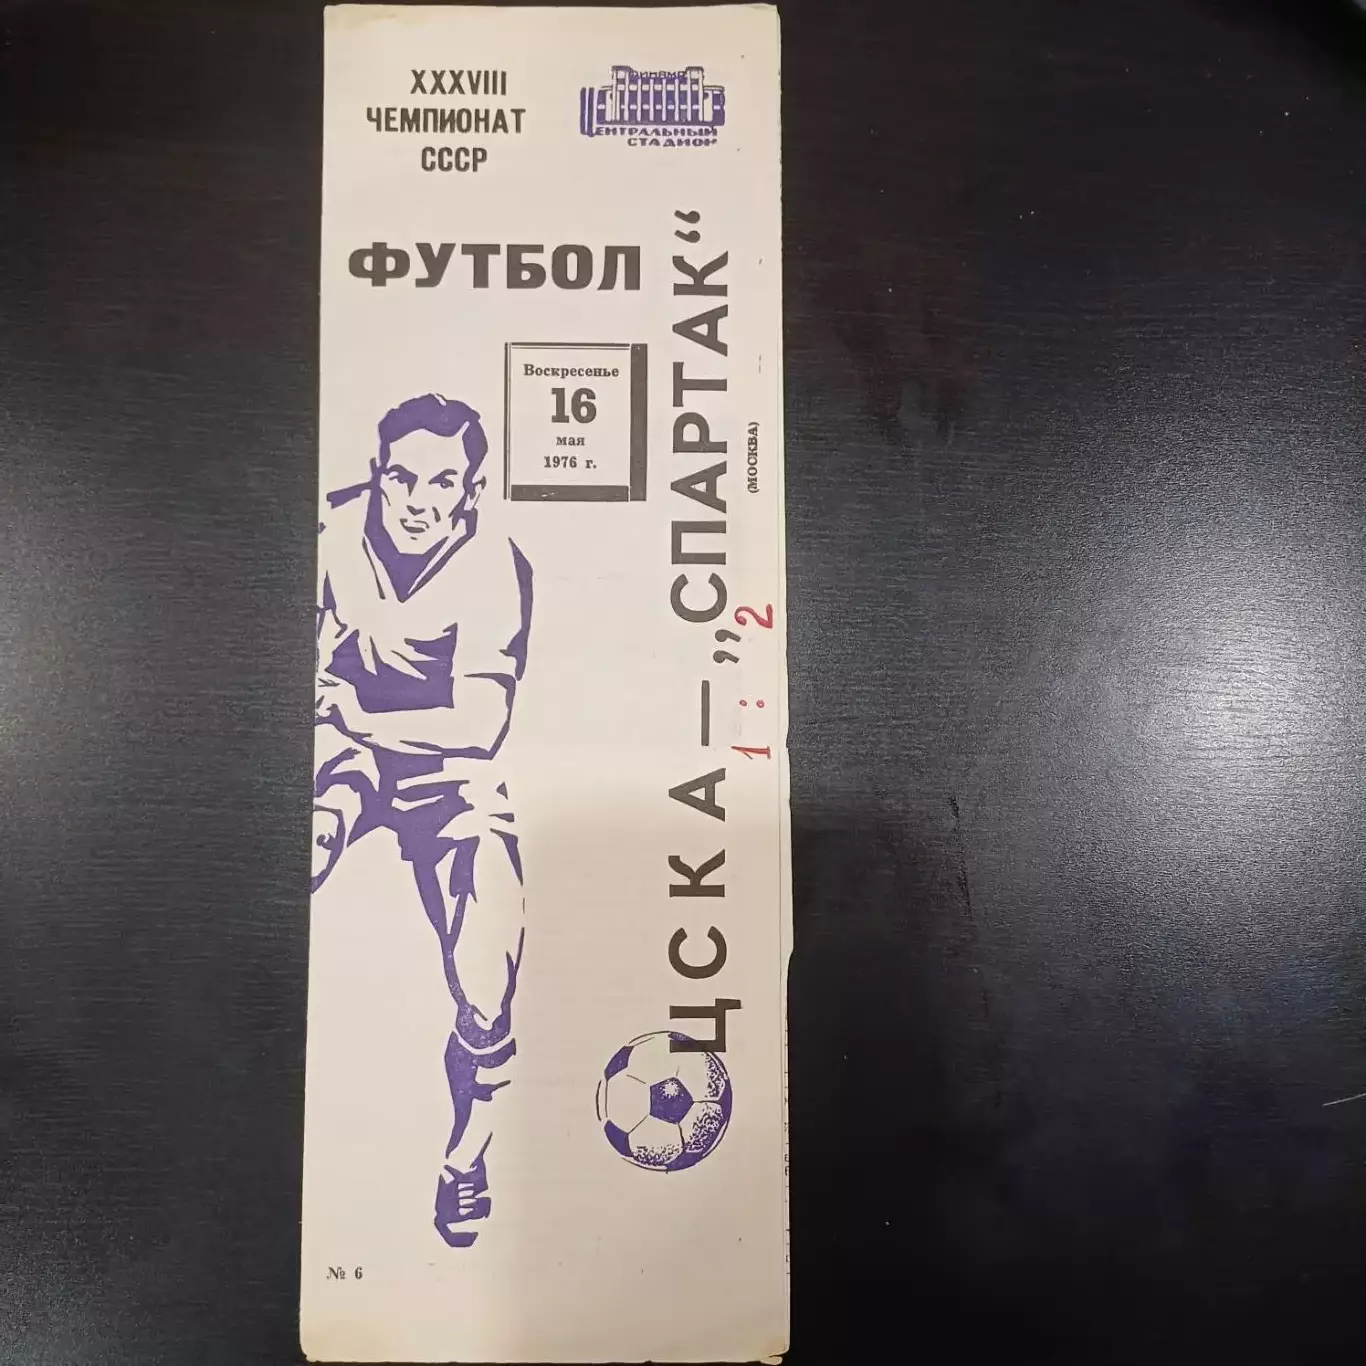 XXXVIII
ЧЕМПИОНАТ
СССР
ДИНАМО
ЦЕНТРАЛЬНЫЙ
СТАДИОН
ФУТБОЛ
Воскресенье
16
мая
1976 г.
ЦСКА—„СПАРТАК“
(МОСКВА)
1 : 2
№ 6